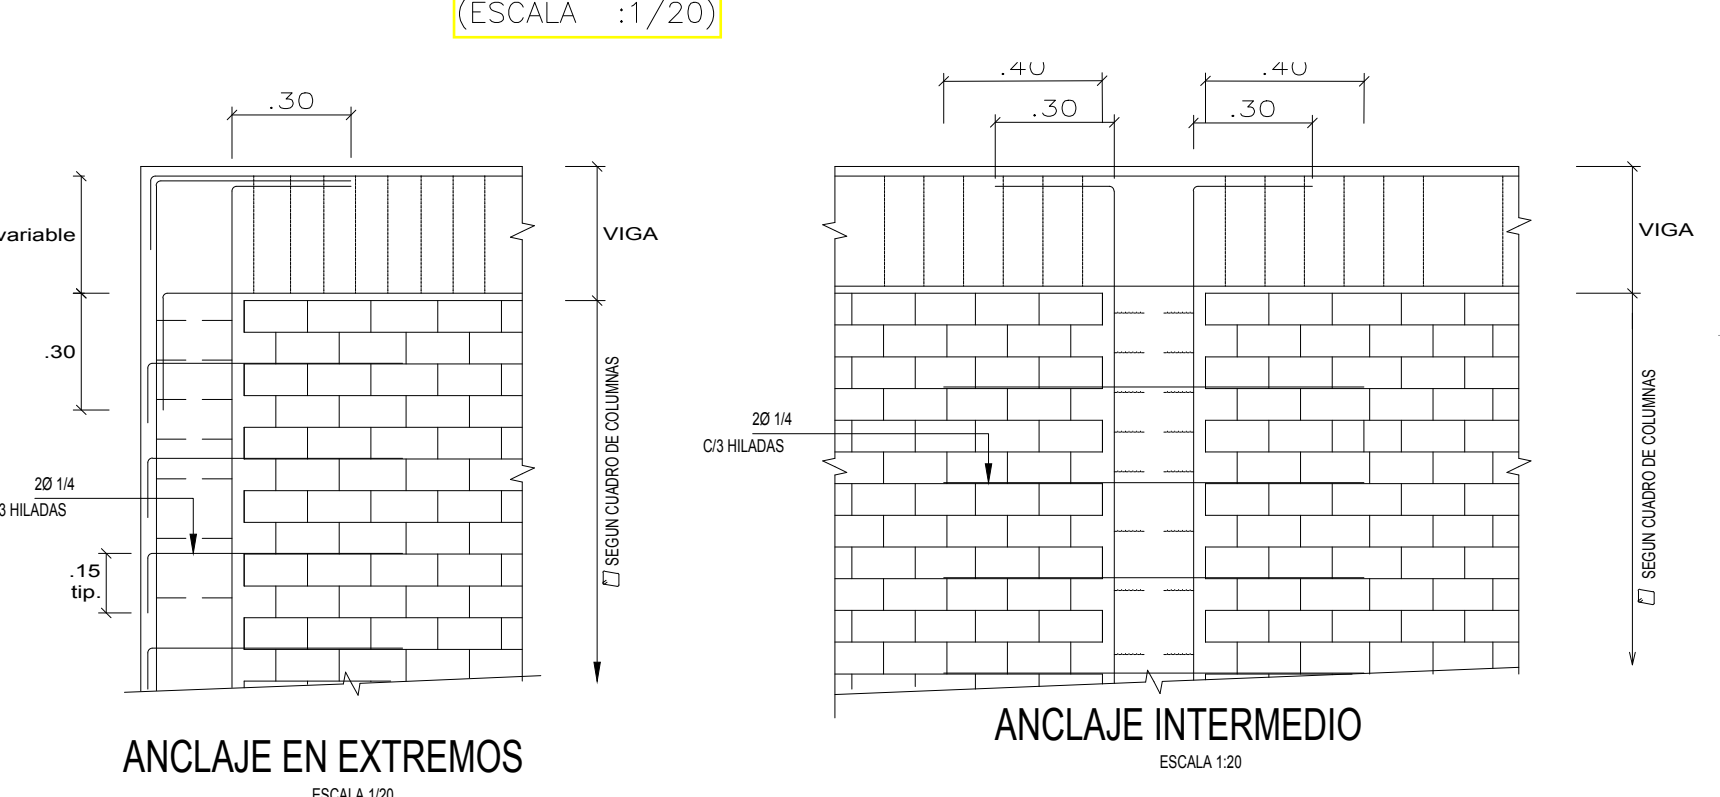 (ESCALA :1/20)
.30
variable
.30
2Ø 1/4
3 HILADAS
.15
tip.
VIGA
SEGUN CUADRO DE COLUMNAS
ANCLAJE EN EXTREMOS
ESCALA 1/20
.40
.40
.30
.30
2Ø 1/4
C/3 HILADAS
VIGA
SEGUN CUADRO DE COLUMNAS
ANCLAJE INTERMEDIO
ESCALA 1:20